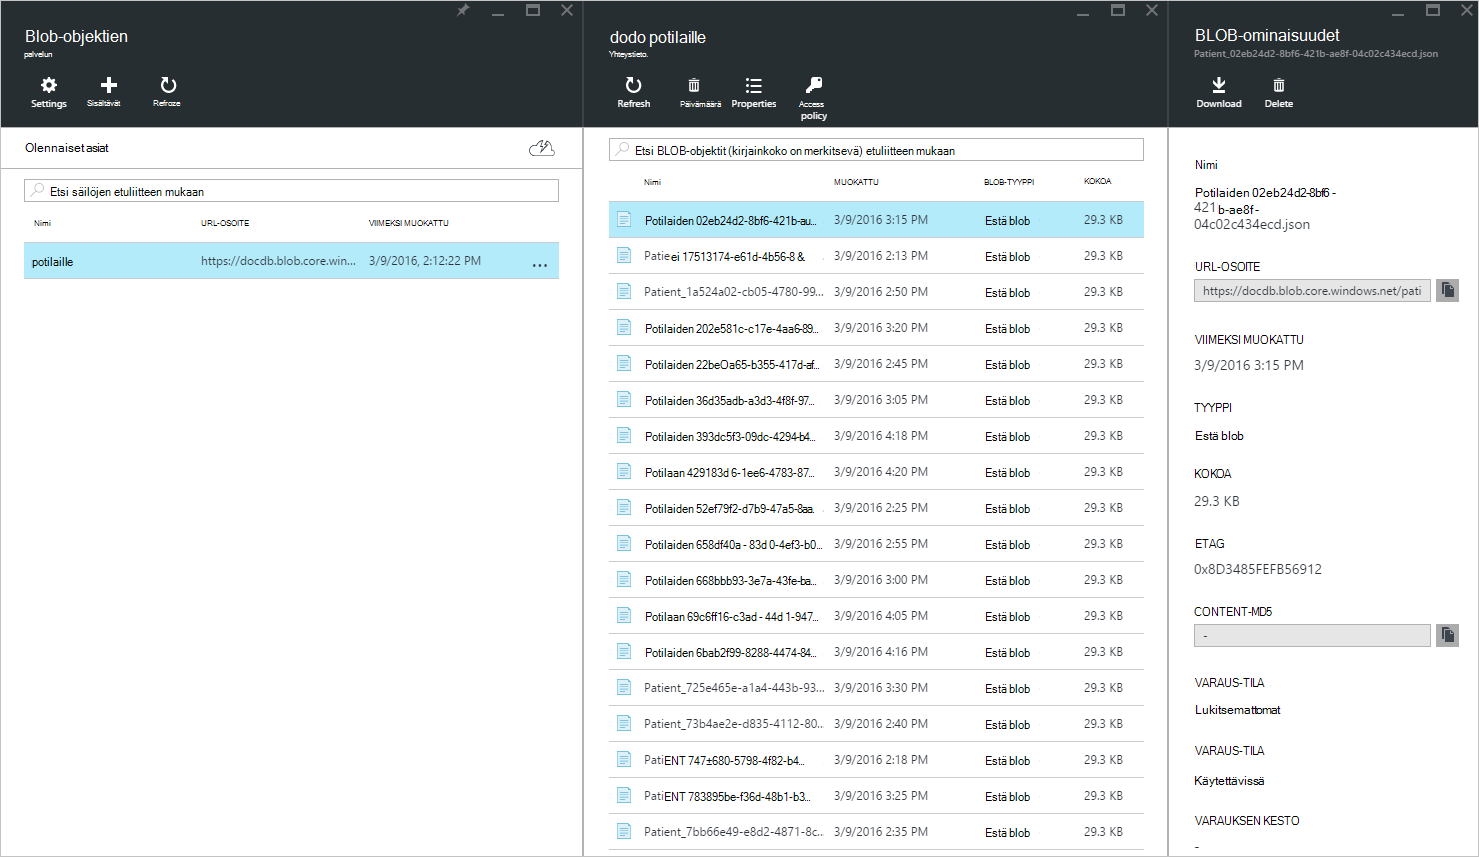 Blob-objektien
palvelun
Settings
Sisältävät
Refroze
Olennaiset asiat
Etsi säilöjen etuliitteen mukaan
Nimi URL-OSOITE VIIMEKSI MUOKATTU
potilaille https://docdb.blob.core.win... 3/9/2016, 2:12:22 PM ...
dodo potilaille
Yhteystieto.
Refresh
Päivämäärä
Properties
Access
policy
Etsi BLOB-objektit (kirjainkoko on merkitsevä) etuliitteen mukaan
Nimi MUOKATTU BLOB-TYYPPI KOKOA
Potilaiden 02eb24d2-8bf6-421b-au... 3/9/2016 3:15 PM Estä blob 29.3 KB
Patieei 17513174-e61d-4b56-8 & 3/9/2016 2:13 PM Estä blob 29.3 KB
Patient_1a524a02-cb05-4780-99... 3/9/2016 2:50 PM Estä blob 29.3 KB
Potilaiden 202e581c-c17e-4aa6-89... 3/9/2016 3:20 PM Estä blob 29.3 KB
Potilaiden 22beOa65-b355-417d-af... 3/9/2016 2:45 PM Estä blob 29.3 KB
Potilaiden 36d35adb-a3d3-4f8f-97... 3/9/2016 3:05 PM Estä blob 29.3 KB
Potilaiden 393dc5f3-09dc-4294-b4... 3/9/2016 4:18 PM Estä blob 29.3 KB
Potilaan 429183d 6-1ee6-4783-87... 3/9/2016 4:20 PM Estä blob 29.3 KB
Potilaiden 52ef79f2-d7b9-47a5-8aa. 3/9/2016 2:25 PM Estä blob 29.3 KB
Potilaiden 658df40a - 83d 0-4ef3-b0... 3/9/2016 2:55 PM Estä blob 29.3 KB
Potilaiden 668bbb93-3e7a-43fe-ba... 3/9/2016 3:00 PM Estä blob 29.3 KB
Potilaan 69c6ff16-c3ad - 44d 1-947... 3/9/2016 4:05 PM Estä blob 29.3 KB
Potilaiden 6bab2f99-8288-4474-84... 3/9/2016 4:16 PM Estä blob 29.3 KB
Patient_725e465e-a1a4-443b-93... 3/9/2016 3:30 PM Estä blob 29.3 KB
Patient_73b4ae2e-d835-4112-80... 3/9/2016 2:40 PM Estä blob 29.3 KB
PatiENT 747±680-5798-4f82-b4... 3/9/2016 2:18 PM Estä blob 29.3 KB
PatiENT 783895be-f36d-48b1-b3... 3/9/2016 3:25 PM Estä blob 29.3 KB
Patient_7bb66e49-e8d2-4871-8c... 3/9/2016 2:35 PM Estä blob 29.3 KB
BLOB-ominaisuudet
Patient_02eb24d2-8bf6-421b-ae8f-04c02c434ecd.json
Download
Delete
Nimi
Potilaiden 02eb24d2-8bf6 -
421 b-ae8f -
04c02c434ecd.json
URL-OSOITE
https://docdb.blob.core.windows.net/pati
VIIMEKSI MUOKATTU
3/9/2016 3:15 PM
TYYPPI
Estä blob
KOKOA
29.3 KB
ETAG
0x8D3485FEFB56912
CONTENT-MD5
-
VARAUS-TILA
Lukitsemattomat
VARAUS-TILA
Käytettävissä
VARAUKSEN KESTO
-